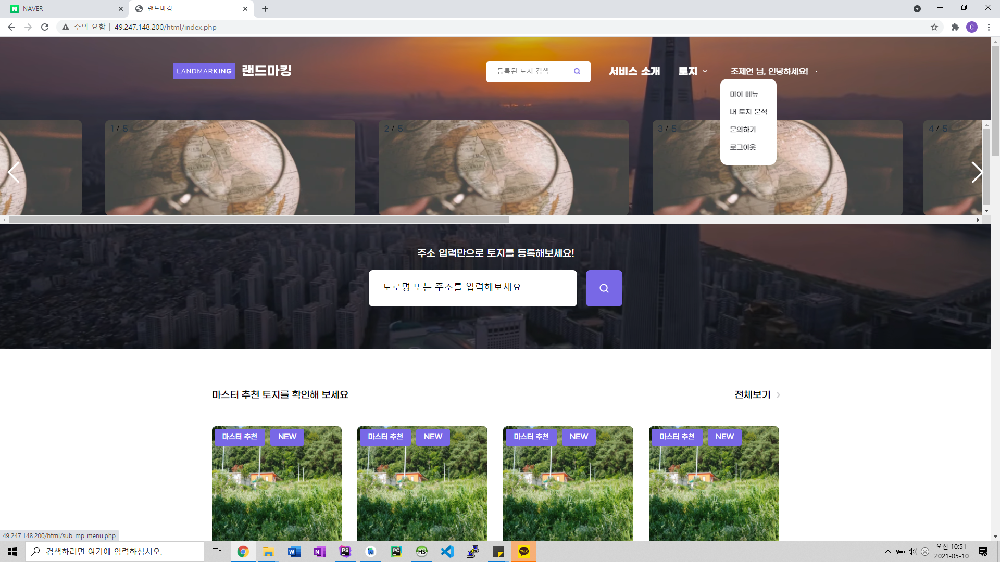 NAVER
랜드마킹
주의 요함
49.247.148.200/html/index.php
LANDMARKING 랜드마킹
등록된 토지 검색
서비스 소개
토지
조제연 님, 안녕하세요!
마이 메뉴
내 토지 분석
문의하기
로그아웃
1 / 5
2 / 5
3 / 5
4 / 5
주소 입력만으로 토지를 등록해보세요!
도로명 또는 주소를 입력해보세요
마스터 추천 토지를 확인해 보세요
전체보기
마스터 추천 NEW
마스터 추천 NEW
마스터 추천 NEW
마스터 추천 NEW
49.247.148.200/html/sub_mp_menu.php
검색하려면 여기에 입력하십시오.
오전 10:51
2021-05-10